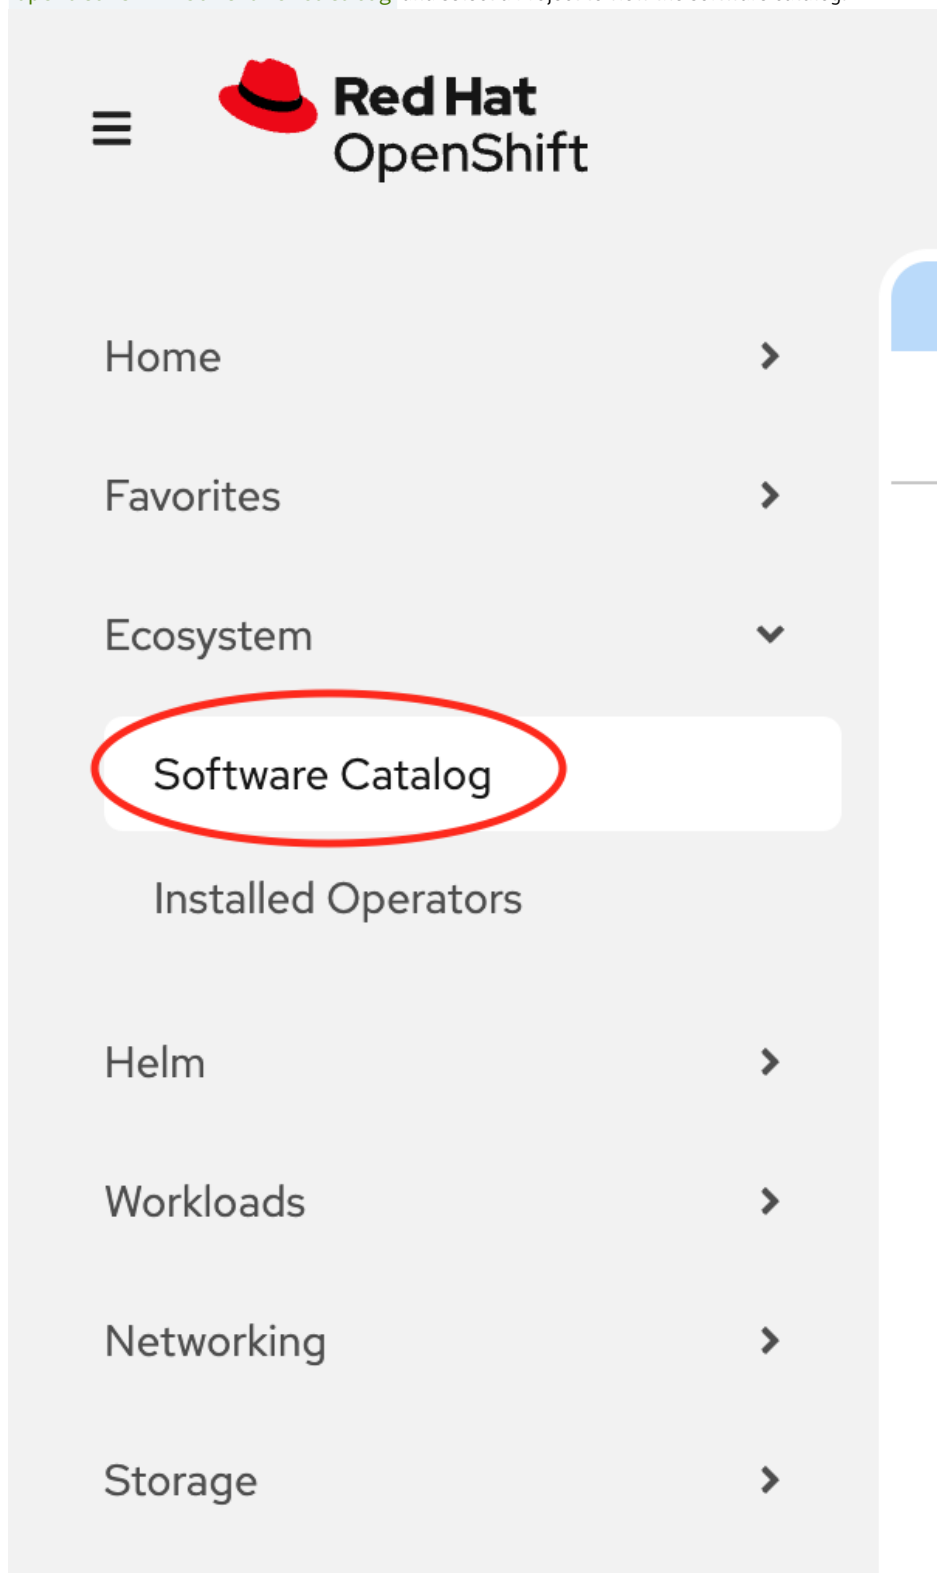 Red Hat
OpenShift
Home
Favorites
Ecosystem
Software Catalog
Installed Operators
Helm
Workloads
Networking
Storage